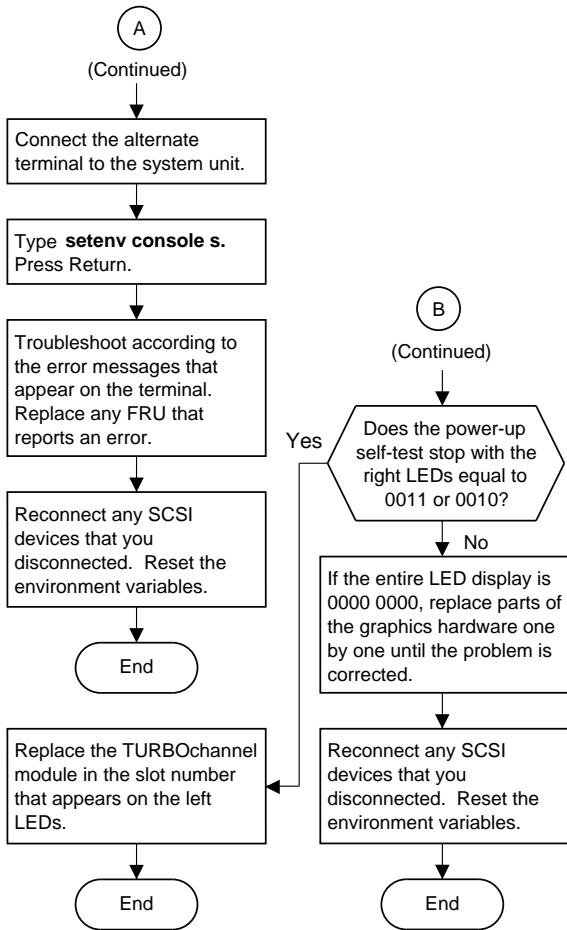 A
(Continued)
Connect the alternate
terminal to the system unit.
Type setenv console s.
Press Return.
Troubleshoot according to
the error messages that
appear on the terminal.
Replace any FRU that
reports an error.
Reconnect any SCSI
devices that you
disconnected. Reset the
environment variables.
End
B
(Continued)
Does the power-up
self-test stop with the
right LEDs equal to
0011 or 0010?
Yes
No
If the entire LED display is
0000 0000, replace parts of
the graphics hardware one
by one until the problem is
corrected.
Replace the TURBOchannel
module in the slot number
that appears on the left
LEDs.
End
Reconnect any SCSI
devices that you
disconnected. Reset the
environment variables.
End